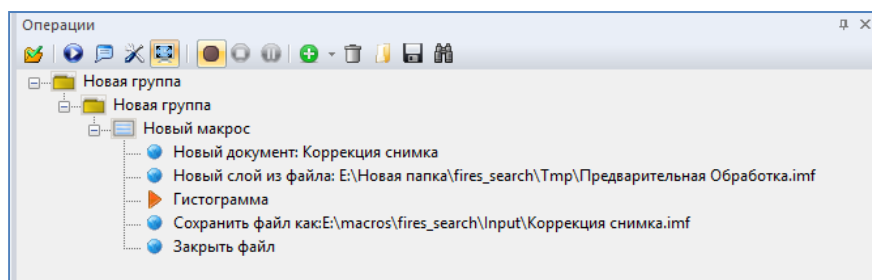 Операции
Новая группа
Новая группа
Новый макрос
Новый документ: Коррекция снимка
Новый слой из файла: E:\Новая папка\fires_search\Tmp\Предварительная Обработка.imf
Гистограмма
Сохранить файл как:E:\macros\fires_search\Input\Коррекция снимка.imf
Закрыть файл